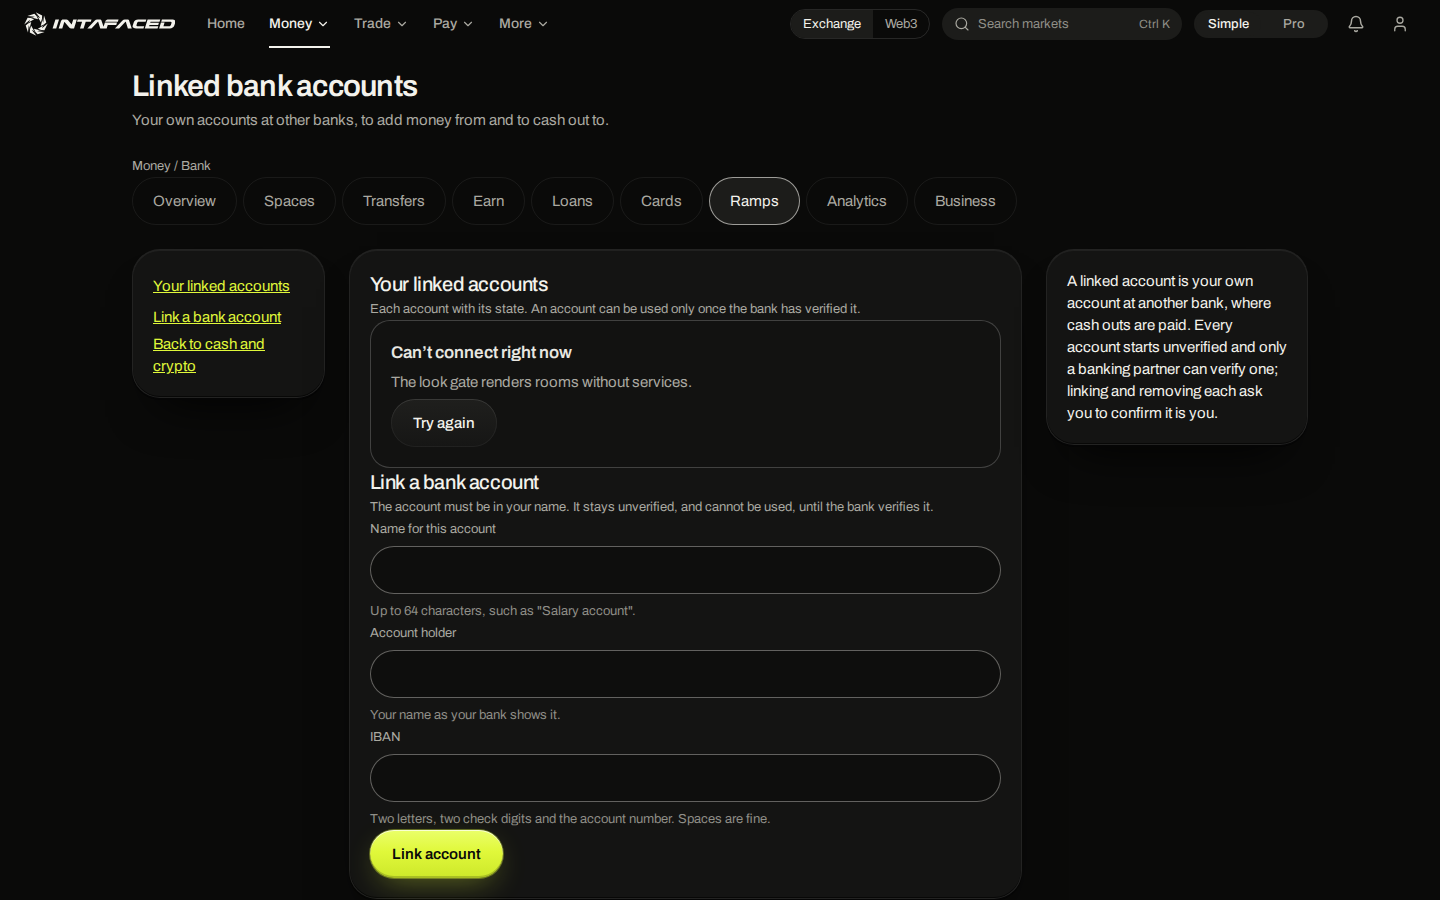 INTAFACED
Home
Money
Trade
Pay
More
Exchange
Web3
Search markets
Ctrl K
Simple
Pro
Linked bank accounts
Your own accounts at other banks, to add money from and to cash out to.
Money / Bank
Overview
Spaces
Transfers
Earn
Loans
Cards
Ramps
Analytics
Business
Your linked accounts
Link a bank account
Back to cash and
crypto
Your linked accounts
Each account with its state. An account can be used only once the bank has verified it.
Can’t connect right now
The look gate renders rooms without services.
Try again
Link a bank account
The account must be in your name. It stays unverified, and cannot be used, until the bank verifies it.
Name for this account
Up to 64 characters, such as "Salary account".
Account holder
Your name as your bank shows it.
IBAN
Two letters, two check digits and the account number. Spaces are fine.
Link account
A linked account is your own
account at another bank, where
cash outs are paid. Every
account starts unverified and only
a banking partner can verify one;
linking and removing each ask
you to confirm it is you.